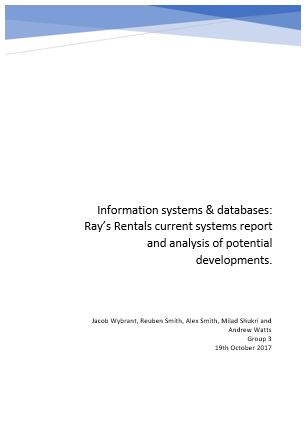 Information systems & databases:
Ray's Rentals current systems report
and analysis of potential
developments.
Jacob Wybrant, Reuben Smith, Alex Smith, Milad Shukri and
Andrew Watts
Group 3
19th October 2017